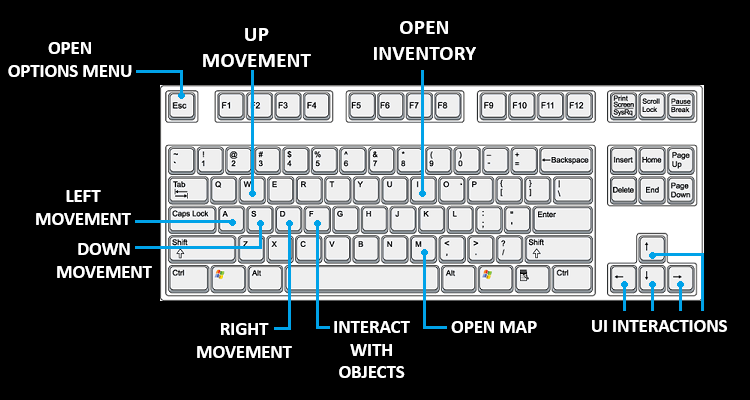 OPEN
OPTIONS MENU
UP
MOVEMENT
OPEN
INVENTORY
Esc F1 F2 F3 F4 F5 F6 F7 F8 F9 F10 F11 F12 Print Screen SysRq Scroll Lock Pause Break
~ ` ! 1 @ 2 # 3 $ 4 % 5 ^ 6 & 7 * 8 ( 9 ) 0 - + = ←Backspace Insert Home Page Up
Tab Q W E R T Y U I O P { [ } ] | \ Delete End Page Down
LEFT
MOVEMENT
Caps Lock A S D F G H J K L : ; " ' Enter
DOWN
MOVEMENT
Shift Z X C V B N M < , > . ? / Shift ↑
Ctrl Alt Alt Ctrl ← ↓ →
RIGHT
MOVEMENT
INTERACT
WITH
OBJECTS
OPEN MAP
UI INTERACTIONS